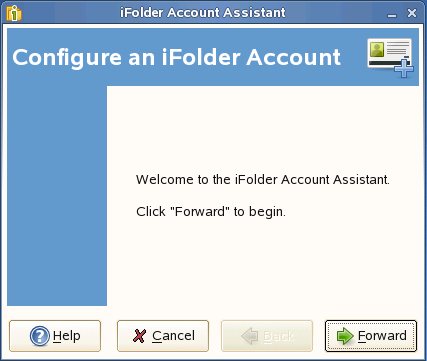 iFolder Account Assistant
Configure an iFolder Account
Welcome to the iFolder Account Assistant.
Click "Forward" to begin.
Help Cancel Back Forward